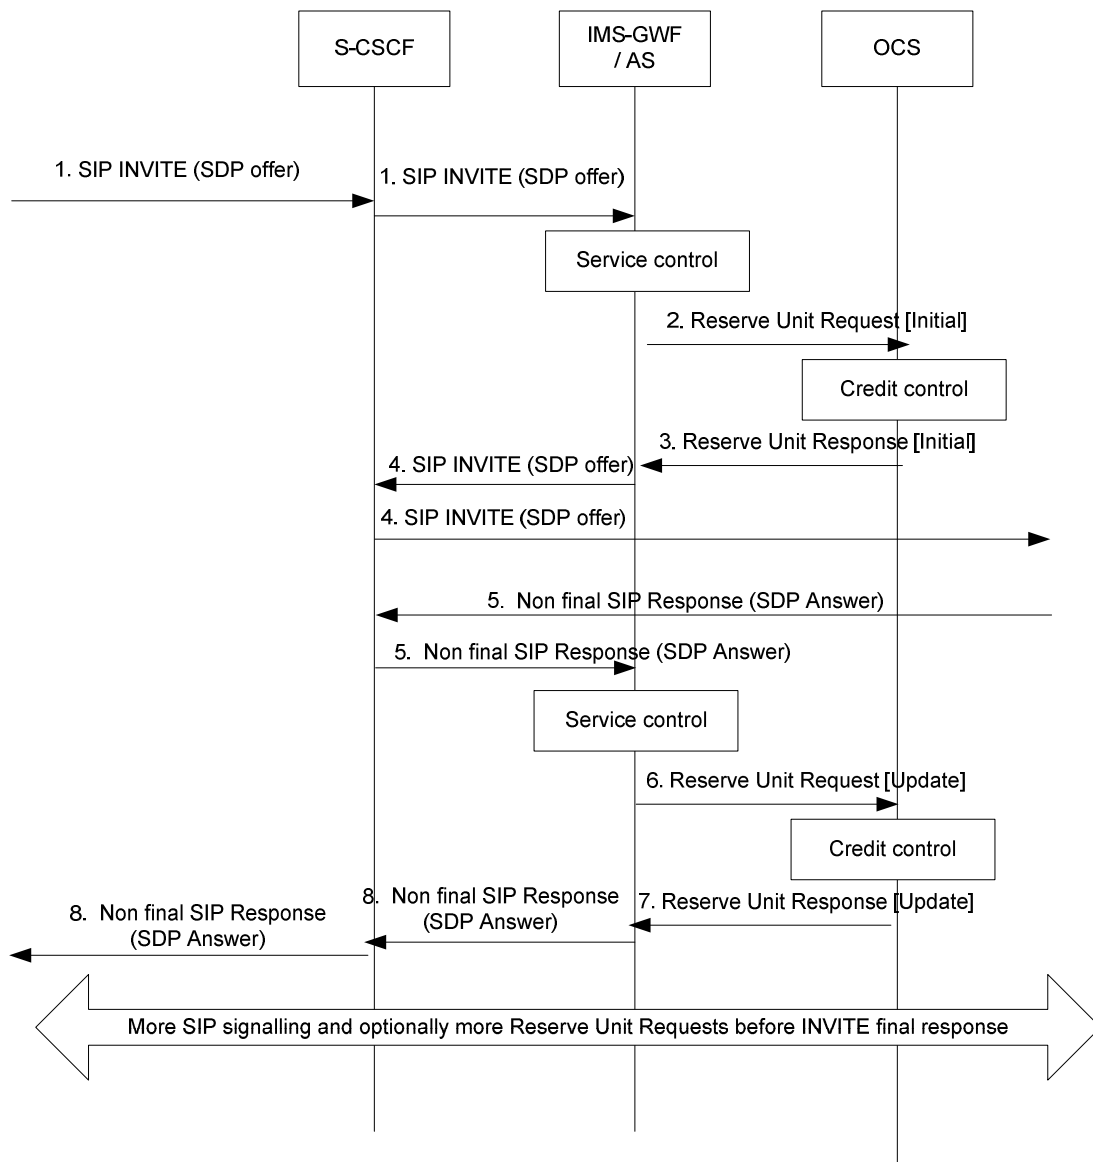 S-CSCF
IMS-GWF
/ AS
OCS
1. SIP INVITE (SDP offer)
1. SIP INVITE (SDP offer)
Service control
2. Reserve Unit Request [Initial]
Credit control
3. Reserve Unit Response [Initial]
4. SIP INVITE (SDP offer)
4. SIP INVITE (SDP offer)
5. Non final SIP Response (SDP Answer)
5. Non final SIP Response (SDP Answer)
Service control
6. Reserve Unit Request [Update]
Credit control
7. Reserve Unit Response [Update]
8. Non final SIP Response
(SDP Answer)
8. Non final SIP Response
(SDP Answer)
More SIP signalling and optionally more Reserve Unit Requests before INVITE final response